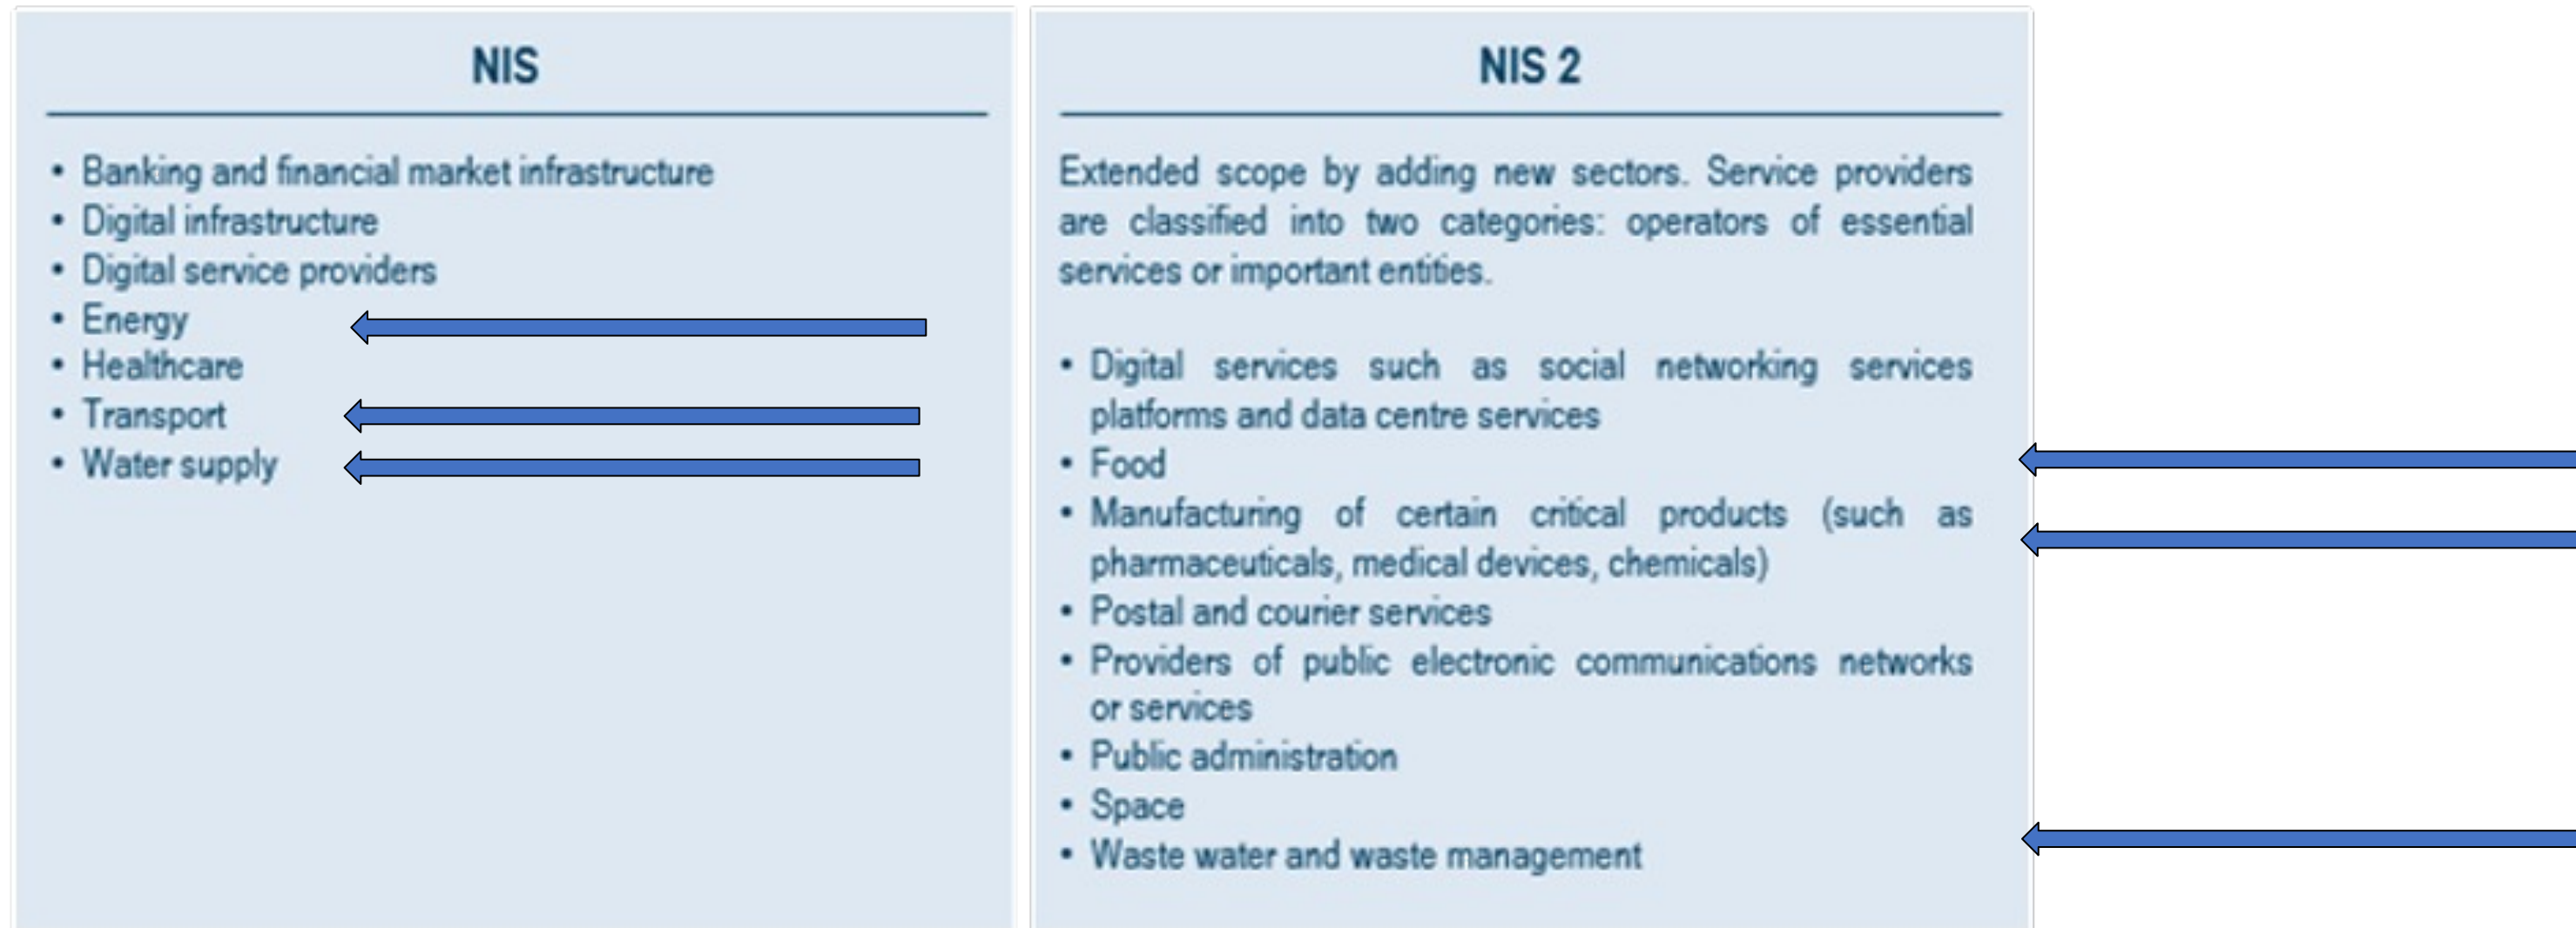 NIS
• Banking and financial market infrastructure
• Digital infrastructure
• Digital service providers
• Energy
• Healthcare
• Transport
• Water supply
NIS 2
Extended scope by adding new sectors. Service providers
are classified into two categories: operators of essential
services or important entities.
• Digital services such as social networking services
platforms and data centre services
• Food
• Manufacturing of certain critical products (such as
pharmaceuticals, medical devices, chemicals)
• Postal and courier services
• Providers of public electronic communications networks
or services
• Public administration
• Space
• Waste water and waste management